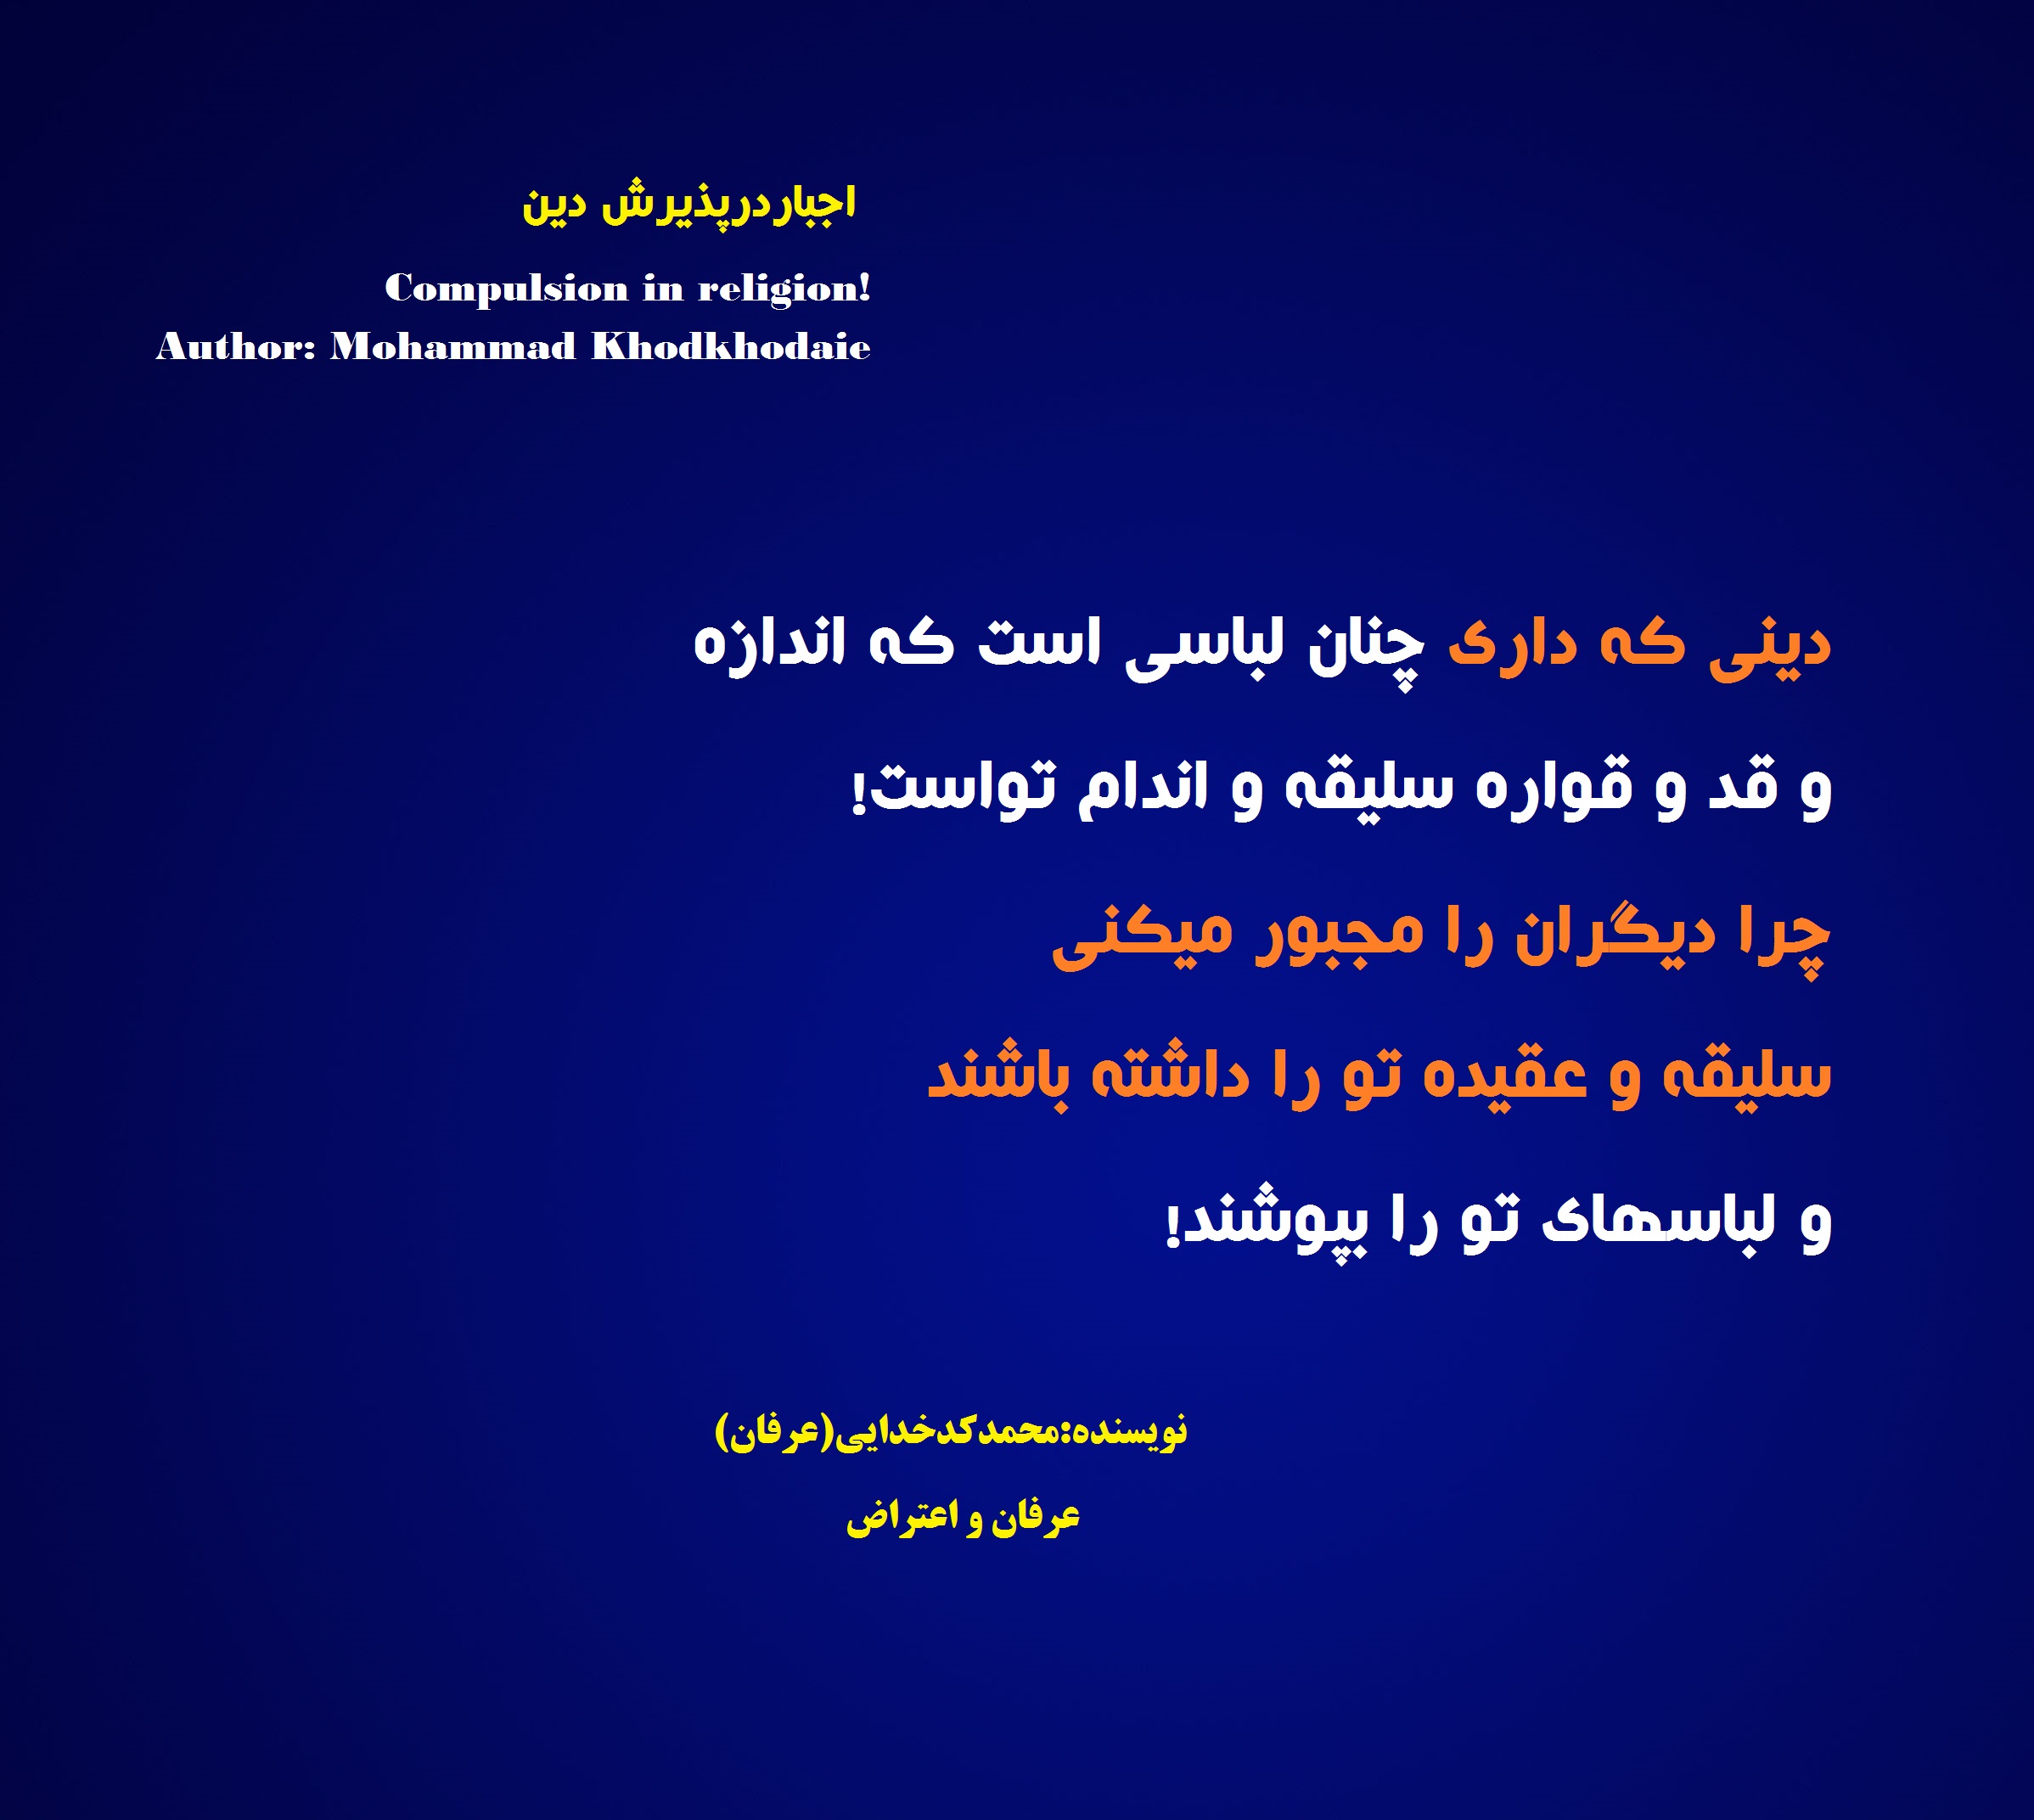 اجباردرپذیرش دین
Compulsion in religion!
Author: Mohammad Khodkhodaie
دینی که داری چنان لباسی است که اندازه
و قد و قواره سلیقه و اندام تواست!
چرا دیگران را مجبور میکنی
سلیقه و عقیده تو را داشته باشند
و لباسهای تو را بپوشند!
نویسنده:محمدکدخدایی(عرفان)
عرفان و اعتراض